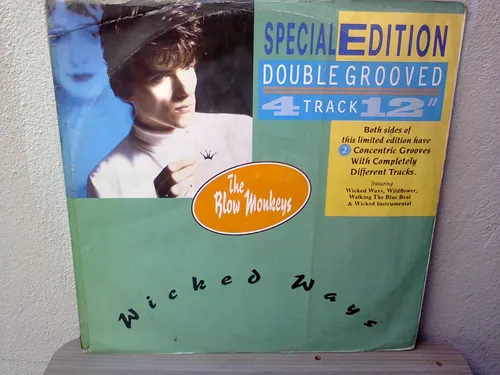 SPECIAL EDITION
DOUBLE GROOVED
4 TRACK 12"
Both sides of
this limited edition have
2 Concentric Grooves
With Completely
Different Tracks.
featuring
Wicked Ways, Wildflower,
Walking The Blue Beat
& Wicked Instrumental
The
Blow Monkeys
Wicked Ways